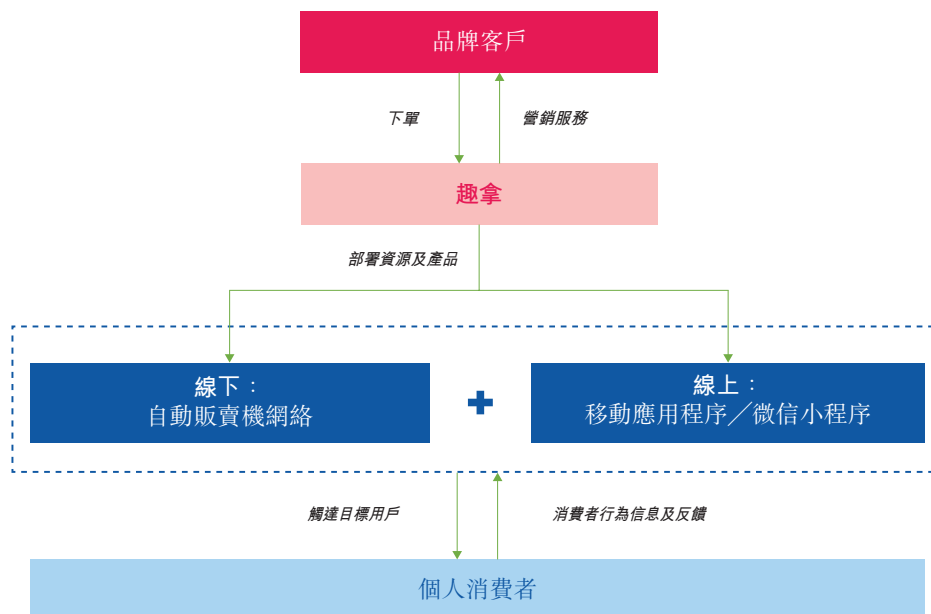 品牌客戶
下單
營銷服務
趣拿
部署資源及產品
線下：
自動販賣機網絡
線上：
移動應用程序／微信小程序
觸達目標用戶
消費者行為信息及反饋
個人消費者